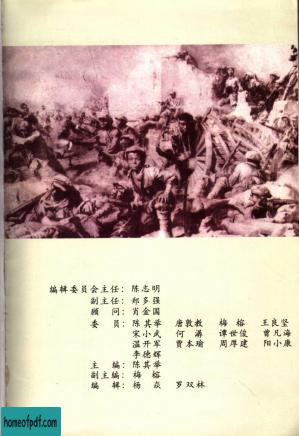 编辑委员会主任：陈志明
副主任：郑多强
顾问：肖金国
委员：陈其华 唐敦教 梅榕 王良坚
宋小武 何潺 谭世俊 曾凡海
温开军 贾本瑜 周厚建 阳小康
李德辉
主编：陈其华
副主编：梅榕
编辑：杨焱 罗双林
homeofpdf.com